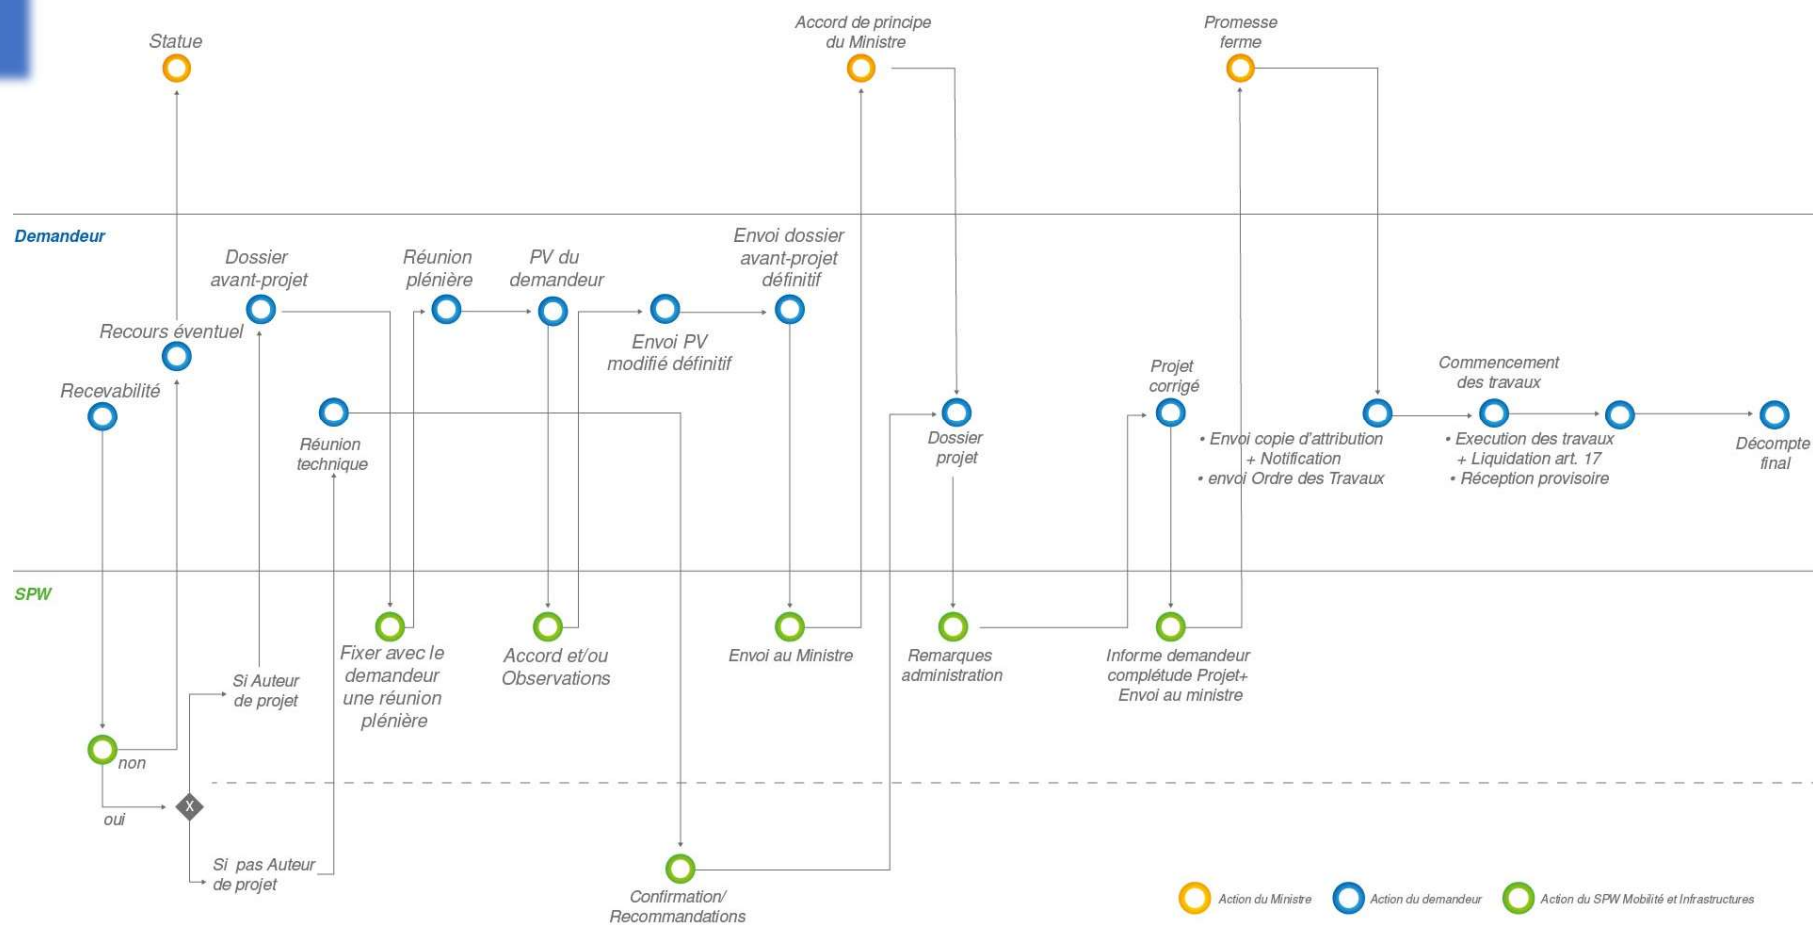 Statue
Accord de principe
du Ministre
Promesse
ferme
Demandeur
Dossier
avant-projet
Réunion
plénière
PV du
demandeur
Envoi dossier
avant-projet
définitif
Recours éventuel
Envoi PV
modifié définitif
Recevabilité
Réunion
technique
Dossier
projet
Projet
corrigé
• Envoi copie d'attribution
+ Notification
• envoi Ordre des Travaux
Commencement
des travaux
• Execution des travaux
+ Liquidation art. 17
• Réception provisoire
Décompte
final
SPW
Si Auteur
de projet
Fixer avec le
demandeur
une réunion
plénière
Accord et/ou
Observations
Envoi au Ministre
Remarques
administration
Informe demandeur
complétude Projet+
Envoi au ministre
non
X
oui
Si pas Auteur
de projet
Confirmation/
Recommandations
Action du Ministre
Action du demandeur
Action du SPW Mobilité et Infrastructures